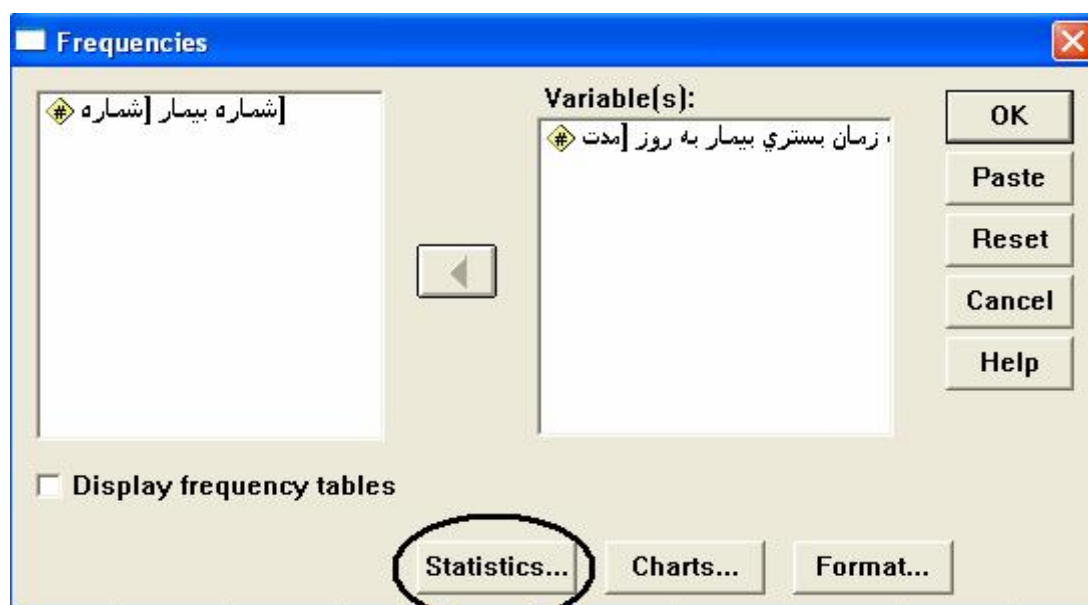 Frequencies
شماره بيمار [شماره]
Variable(s):
زمان بستري بيمار به روز [مدت
OK
Paste
Reset
Cancel
Help
Display frequency tables
Statistics...
Charts...
Format...